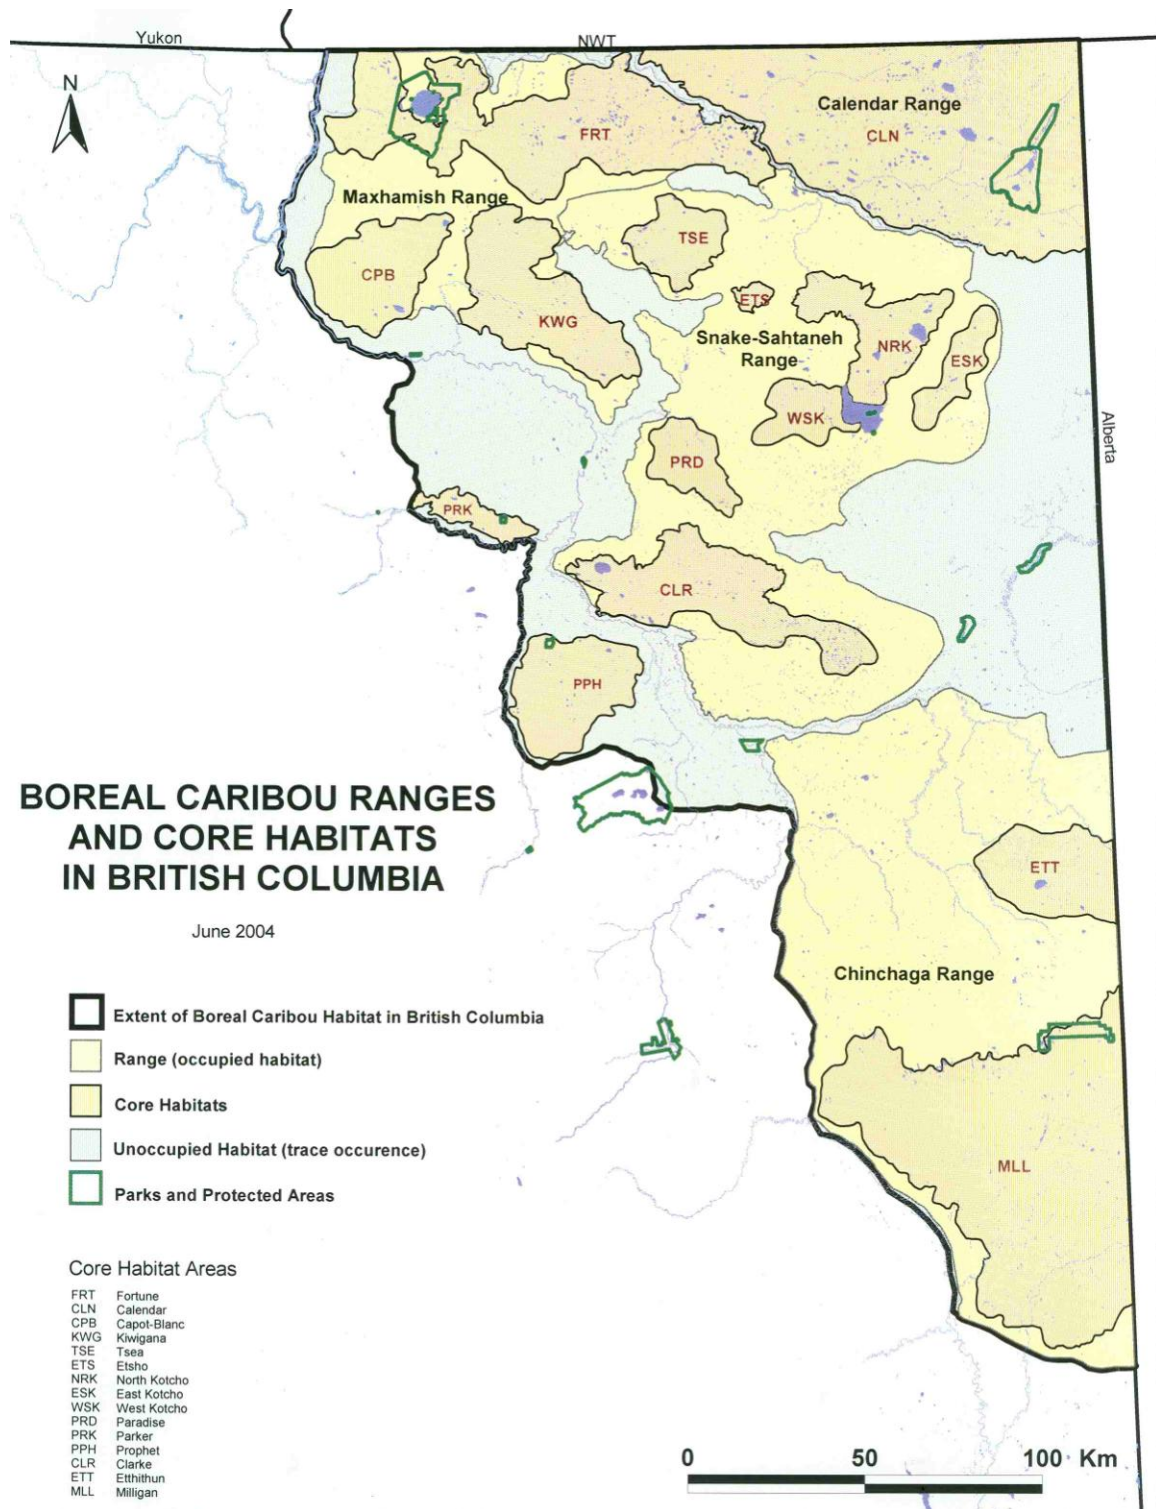 Yukon
NWT
N
Calendar Range
CLN
FRT
Maxhamish Range
TSE
CPB
ETS
KWG
Snake-Sahtaneh
Range
NRK
ESK
WSK
Alberta
PRD
PRK
CLR
PPH
BOREAL CARIBOU RANGES
AND CORE HABITATS
IN BRITISH COLUMBIA
June 2004
ETT
Chinchaga Range
MLL
Extent of Boreal Caribou Habitat in British Columbia
Range (occupied habitat)
Core Habitats
Unoccupied Habitat (trace occurence)
Parks and Protected Areas
Core Habitat Areas
FRT Fortune
CLN Calendar
CPB Capot-Blanc
KWG Kiwigana
TSE Tsea
ETS Etsho
NRK North Kotcho
ESK East Kotcho
WSK West Kotcho
PRD Paradise
PRK Parker
PPH Prophet
CLR Clarke
ETT Etthithun
MLL Milligan
0 50 100 Km